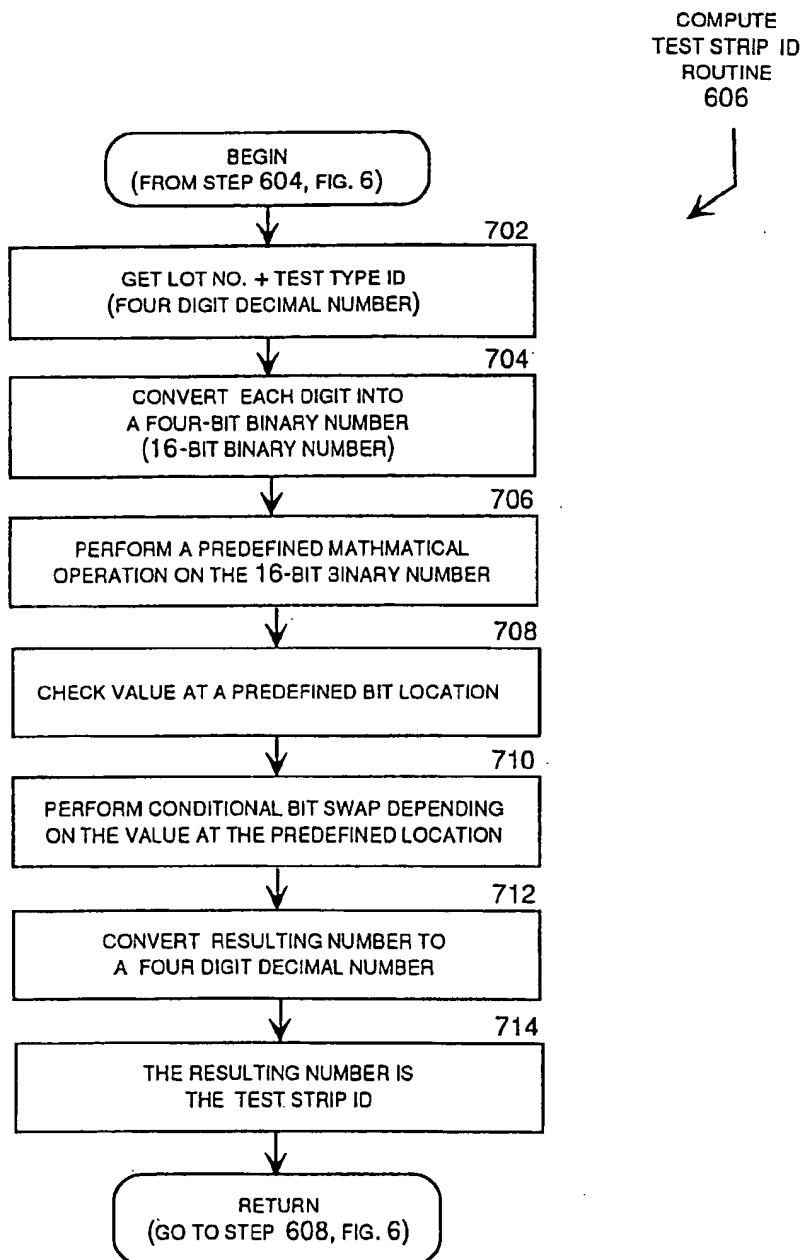 COMPUTE
TEST STRIP ID
ROUTINE
606
BEGIN
(FROM STEP 604, FIG. 6)
702
GET LOT NO. + TEST TYPE ID
(FOUR DIGIT DECIMAL NUMBER)
704
CONVERT EACH DIGIT INTO
A FOUR-BIT BINARY NUMBER
(16-BIT BINARY NUMBER)
706
PERFORM A PREDEFINED MATHMATICAL
OPERATION ON THE 16-BIT BINARY NUMBER
708
CHECK VALUE AT A PREDEFINED BIT LOCATION
710
PERFORM CONDITIONAL BIT SWAP DEPENDING
ON THE VALUE AT THE PREDEFINED LOCATION
712
CONVERT RESULTING NUMBER TO
A FOUR DIGIT DECIMAL NUMBER
714
THE RESULTING NUMBER IS
THE TEST STRIP ID
RETURN
(GO TO STEP 608, FIG. 6)